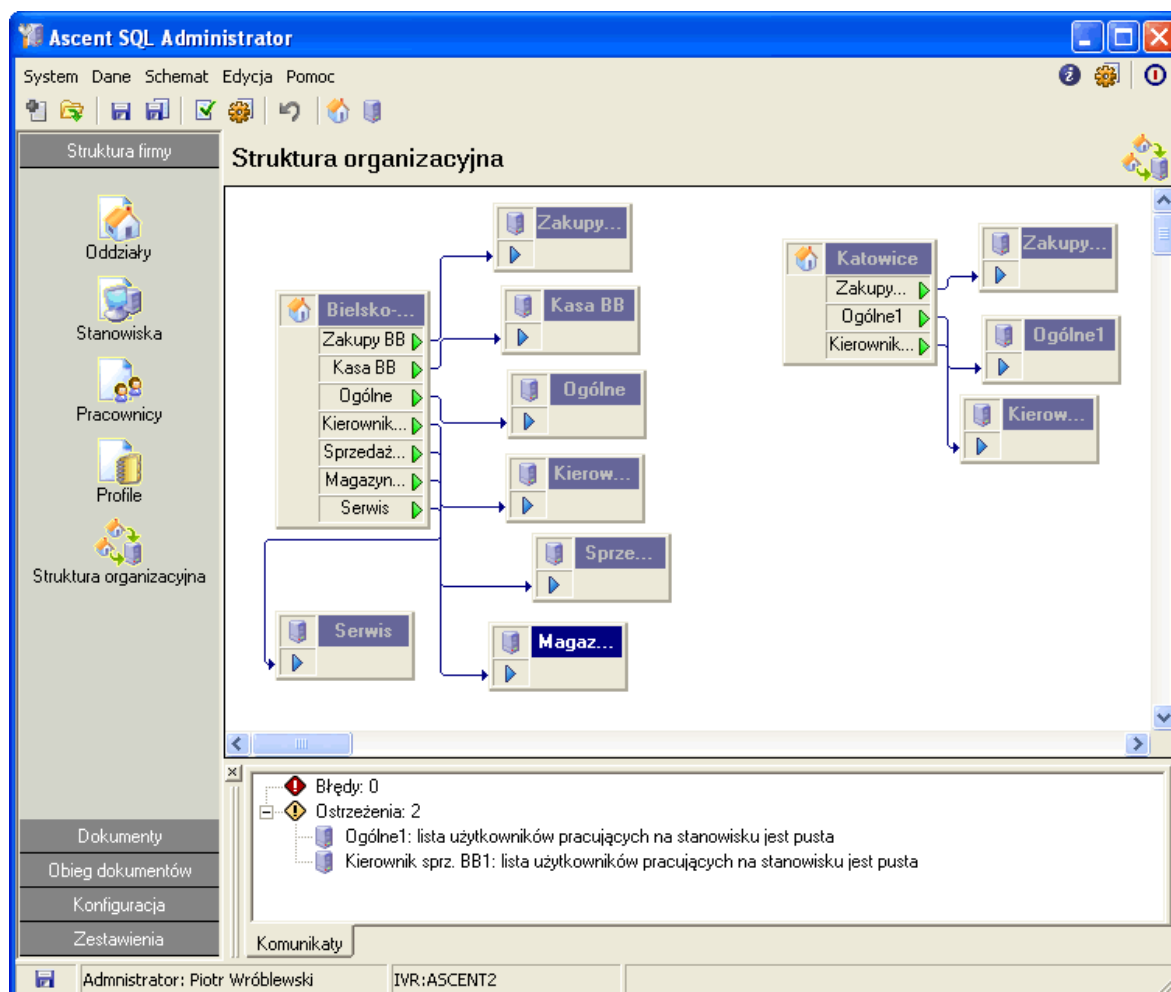 Ascent SQL Administrator
System Dane Schemat Edycja Pomoc
Struktura firmy
Oddziały
Stanowiska
Pracownicy
Profile
Struktura organizacyjna
Dokumenty
Obieg dokumentów
Konfiguracja
Zestawienia
Struktura organizacyjna
Bielsko-...
Zakupy BB
Kasa BB
Ogólne
Kierownik...
Sprzedaż...
Magazyn...
Serwis
Zakupy...
Kasa BB
Ogólne
Kierow...
Sprze...
Serwis
Magaz...
Katowice
Zakupy...
Ogólne1
Kierownik...
Zakupy...
Ogólne1
Kierow...
Błędy: 0
Ostrzeżenia: 2
Ogólne1: lista użytkowników pracujących na stanowisku jest pusta
Kierownik sprz. BB1: lista użytkowników pracujących na stanowisku jest pusta
Komunikaty
Admnistrator: Piotr Wróblewski
IVR:ASCENT2